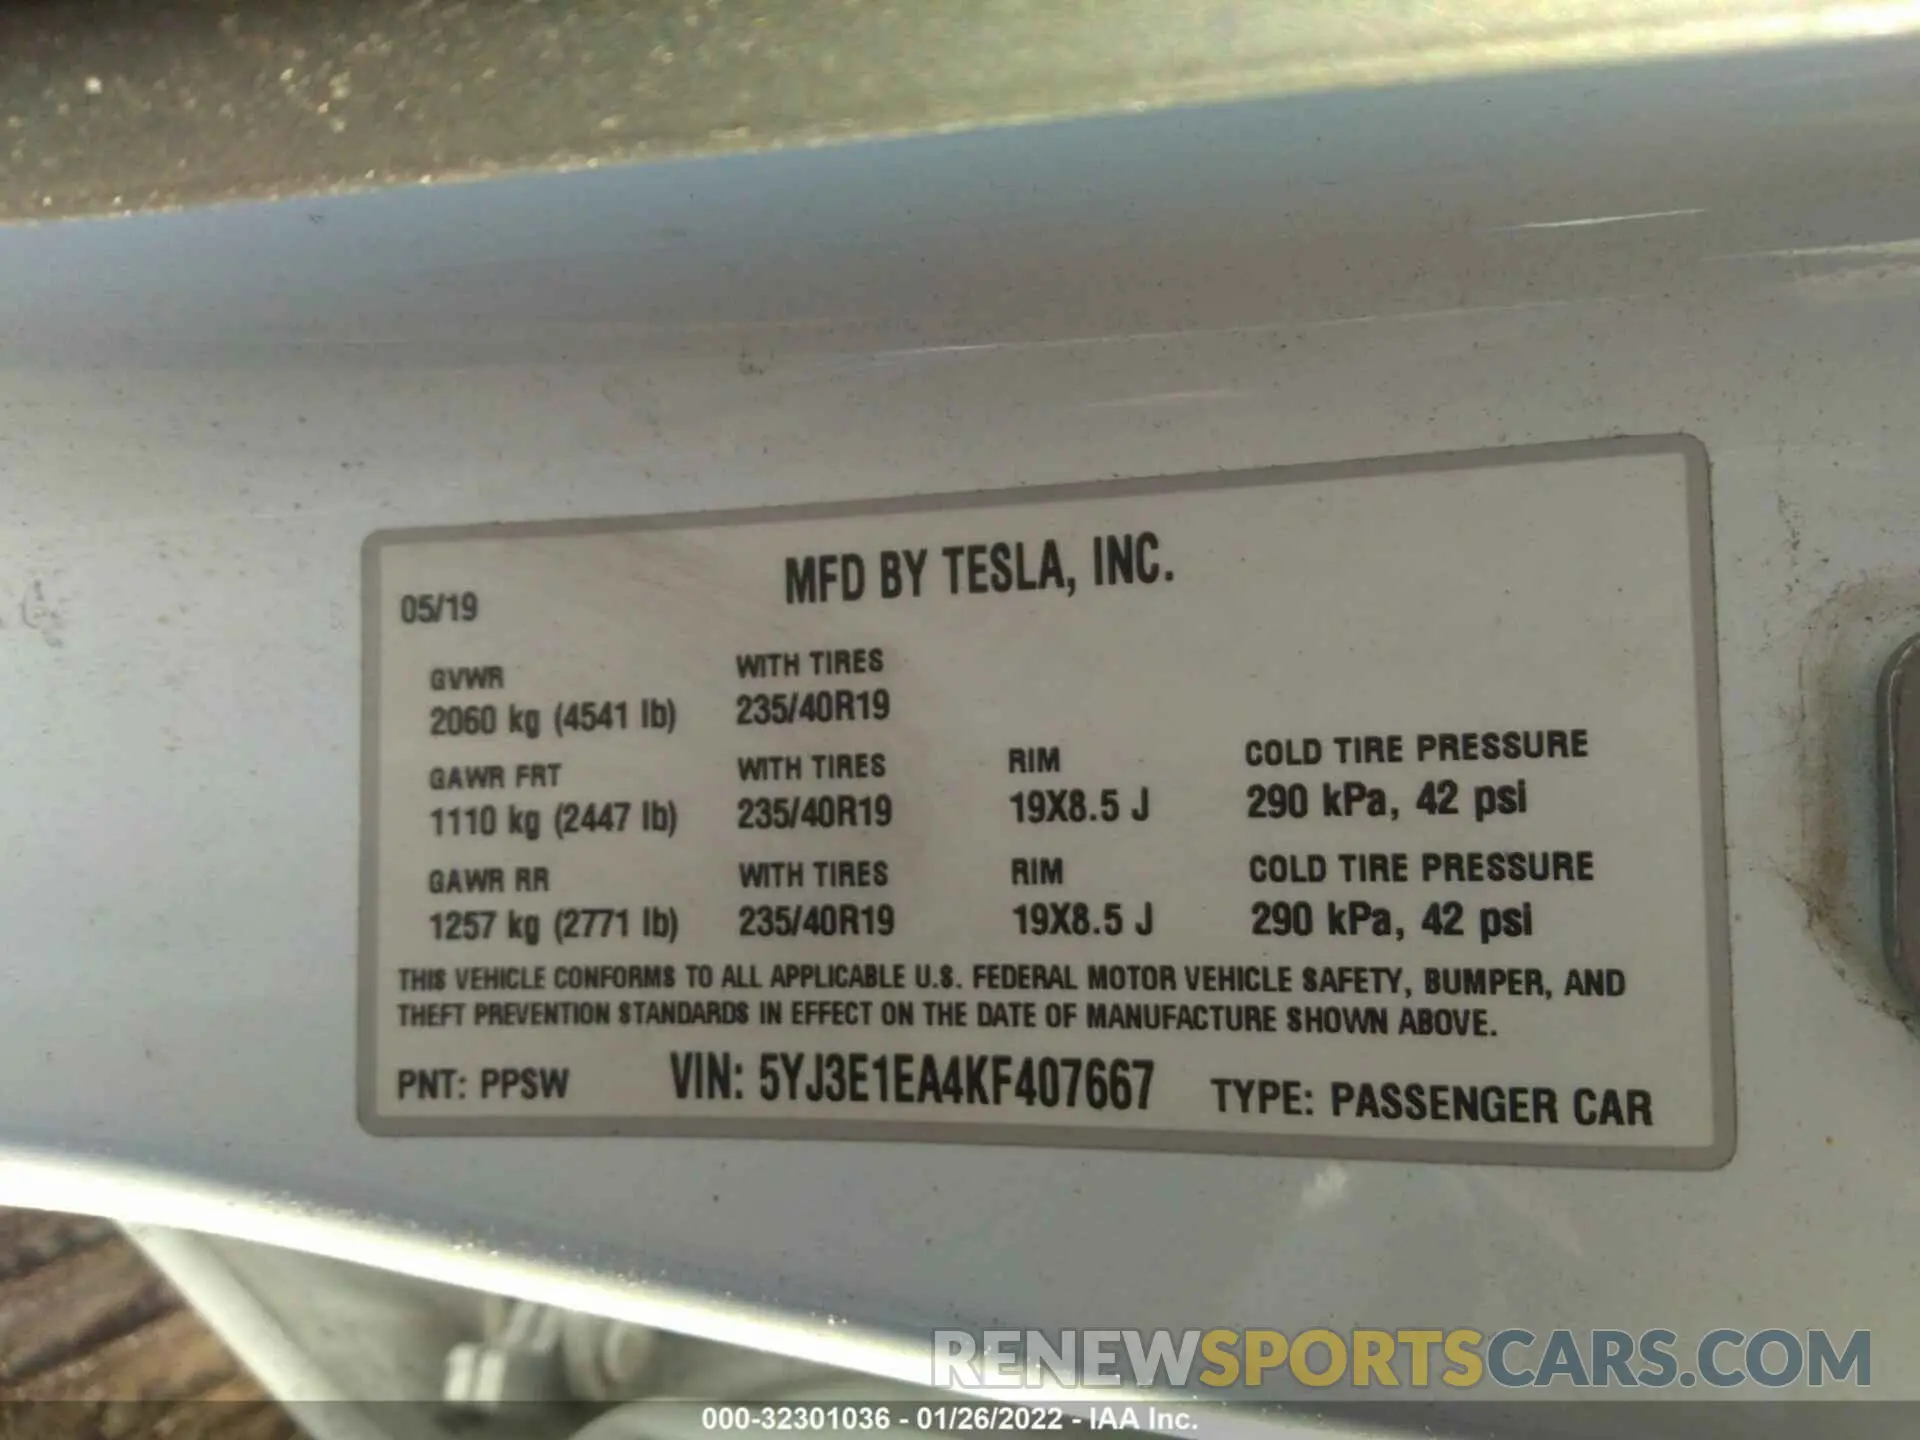 MFD BY TESLA, INC.
05/19
GVWR WITH TIRES
2060 kg (4541 lb) 235/40R19
GAWR FRT WITH TIRES RIM COLD TIRE PRESSURE
1110 kg (2447 lb) 235/40R19 19X8.5 J 290 kPa, 42 psi
GAWR RR WITH TIRES RIM COLD TIRE PRESSURE
1257 kg (2771 lb) 235/40R19 19X8.5 J 290 kPa, 42 psi
THIS VEHICLE CONFORMS TO ALL APPLICABLE U.S. FEDERAL MOTOR VEHICLE SAFETY, BUMPER, AND
THEFT PREVENTION STANDARDS IN EFFECT ON THE DATE OF MANUFACTURE SHOWN ABOVE.
PNT: PPSW VIN: 5YJ3E1EA4KF407667 TYPE: PASSENGER CAR
RENEWSPORTSCARS.COM
000-32301036 - 01/26/2022 - IAA Inc.